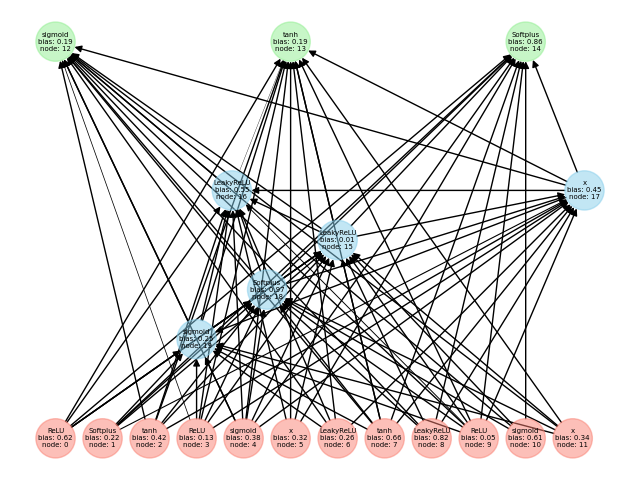 sigmoid
bias: 0.19
node: 12
tanh
bias: 0.19
node: 13
Softplus
bias: 0.86
node: 14
LeakyReLU
bias: 0.55
node: 16
x
bias: 0.45
node: 17
LeakyReLU
bias: 0.01
node: 15
Softplus
bias: 0.97
node: 18
sigmoid
bias: 0.25
node: 19
ReLU
bias: 0.62
node: 0
Softplus
bias: 0.22
node: 1
tanh
bias: 0.42
node: 2
ReLU
bias: 0.13
node: 3
sigmoid
bias: 0.38
node: 4
x
bias: 0.32
node: 5
LeakyReLU
bias: 0.26
node: 6
tanh
bias: 0.66
node: 7
LeakyReLU
bias: 0.82
node: 8
ReLU
bias: 0.05
node: 9
sigmoid
bias: 0.61
node: 10
x
bias: 0.34
node: 11